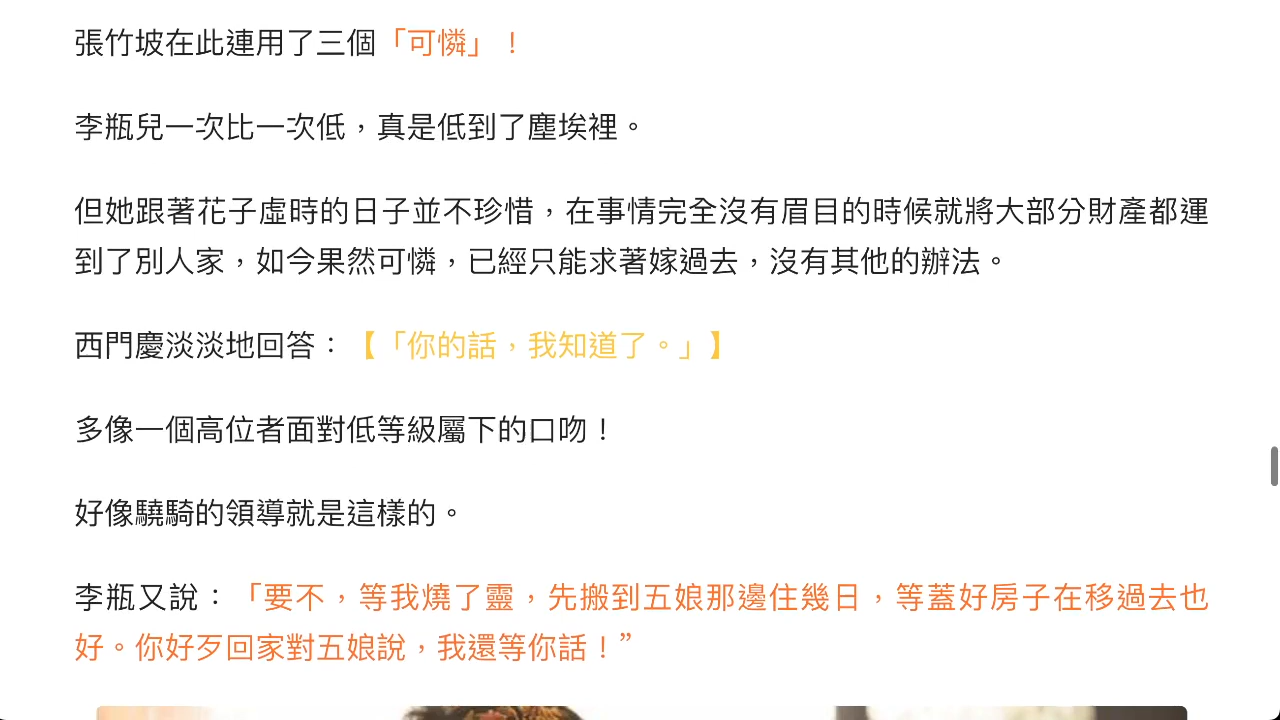 張竹坡在此連用了三個「可憐」！
李瓶兒一次比一次低，真是低到了塵埃裡。
但她跟著花子虛時的日子並不珍惜，在事情完全沒有眉目的時候就將大部分財產都運
到了別人家，如今果然可憐，已經只能求著嫁過去，沒有其他的辦法。
西門慶淡淡地回答：【「你的話，我知道了。」】
多像一個高位者面對低等級屬下的口吻！
好像驍騎的領導就是這樣的。
李瓶又說：「要不，等我燒了靈，先搬到五娘那邊住幾日，等蓋好房子在移過去也
好。你好歹回家對五娘說，我還等你話！”